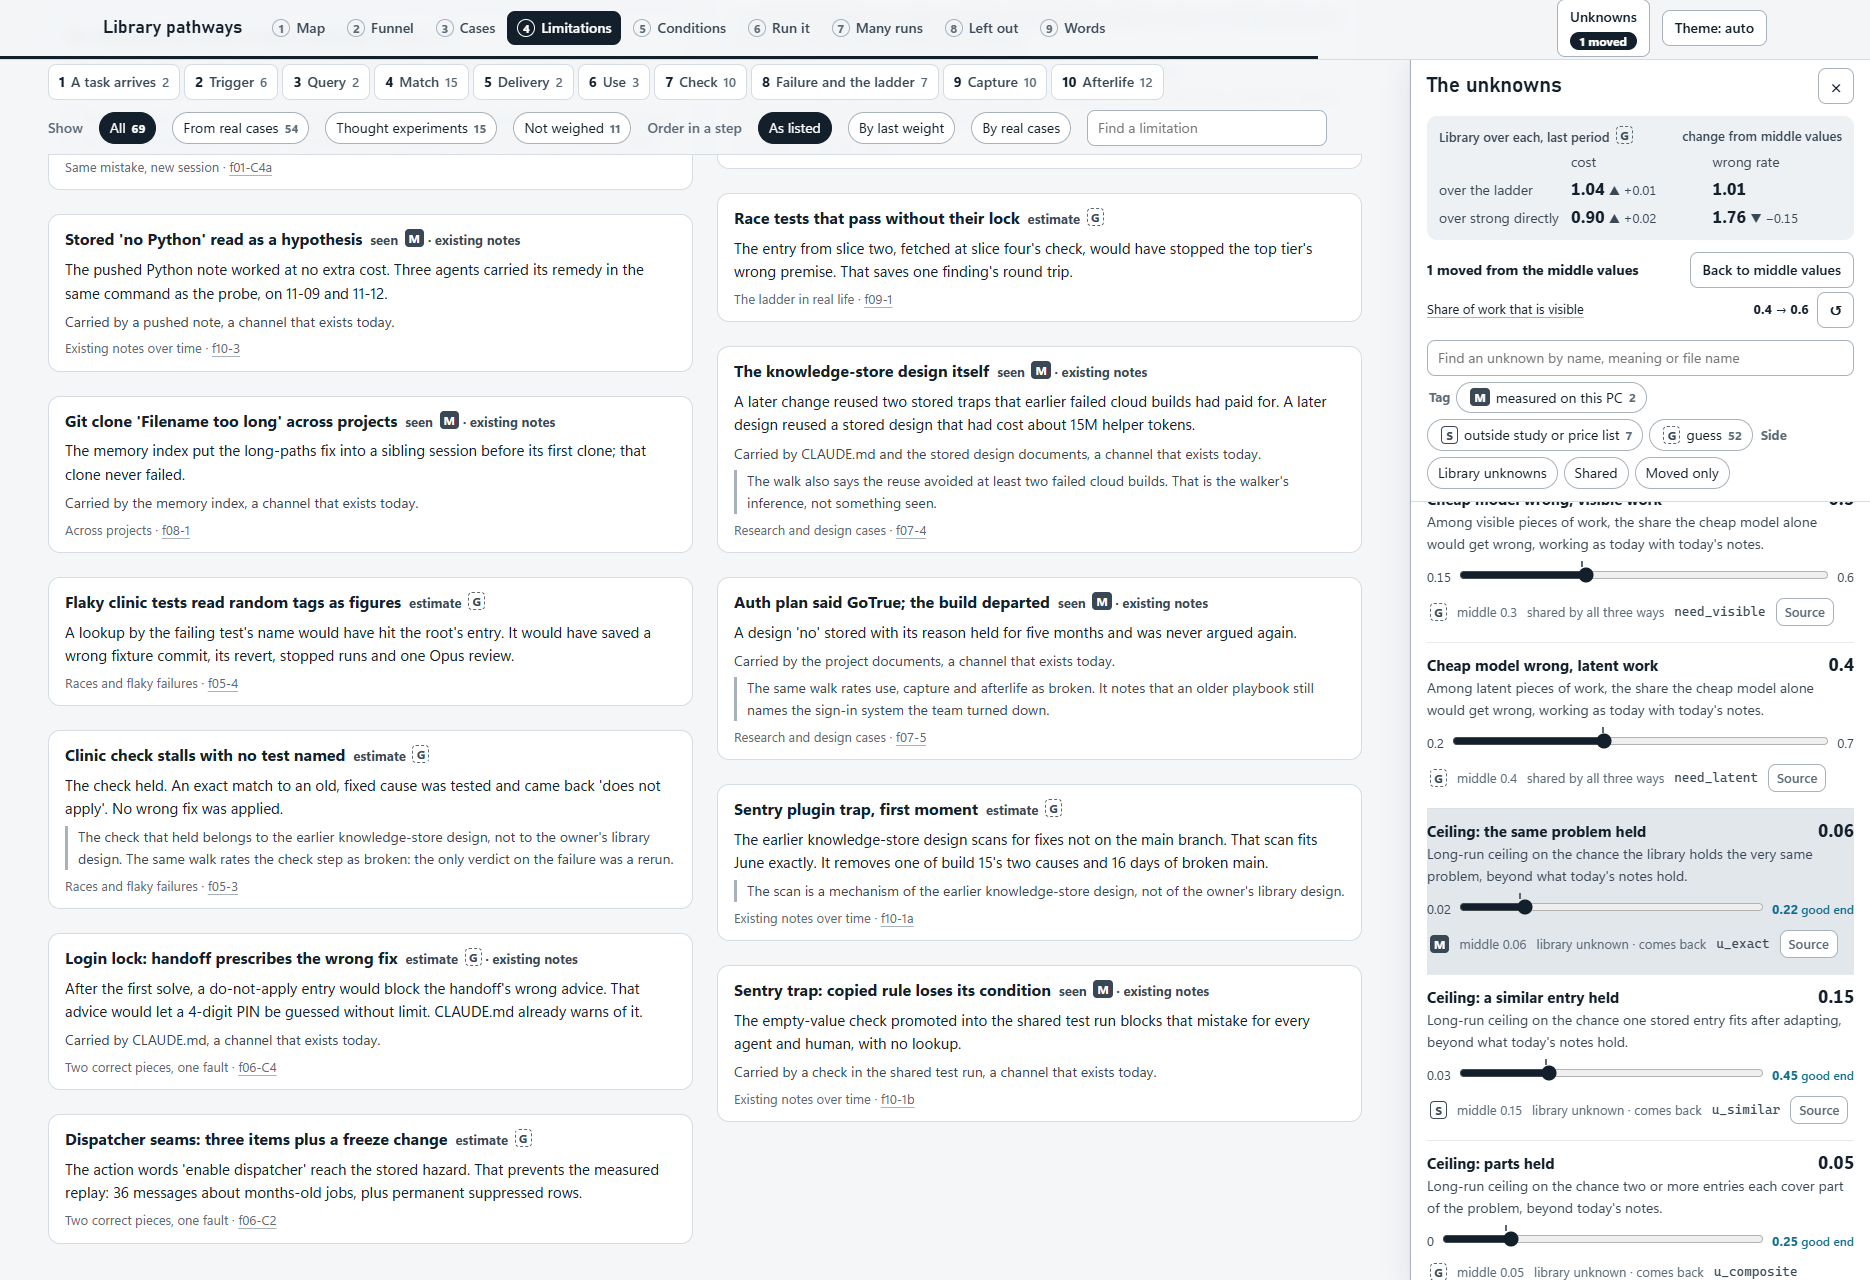 Library pathways
1 Map
2 Funnel
3 Cases
4 Limitations
5 Conditions
6 Run it
7 Many runs
8 Left out
9 Words
Unknowns
1 moved
Theme: auto
1 A task arrives 2
2 Trigger 6
3 Query 2
4 Match 15
5 Delivery 2
6 Use 3
7 Check 10
8 Failure and the ladder 7
9 Capture 10
10 Afterlife 12
Show
All 69
From real cases 54
Thought experiments 15
Not weighed 11
Order in a step
As listed
By last weight
By real cases
Find a limitation
Same mistake, new session · f01-C4a
Stored 'no Python' read as a hypothesis seen M · existing notes
The pushed Python note worked at no extra cost. Three agents carried its remedy in the
same command as the probe, on 11-09 and 11-12.
Carried by a pushed note, a channel that exists today.
Existing notes over time · f10-3
Git clone 'Filename too long' across projects seen M · existing notes
The memory index put the long-paths fix into a sibling session before its first clone; that
clone never failed.
Carried by the memory index, a channel that exists today.
Across projects · f08-1
Flaky clinic tests read random tags as figures estimate G
A lookup by the failing test's name would have hit the root's entry. It would have saved a
wrong fixture commit, its revert, stopped runs and one Opus review.
Races and flaky failures · f05-4
Clinic check stalls with no test named estimate G
The check held. An exact match to an old, fixed cause was tested and came back 'does not
apply'. No wrong fix was applied.
The check that held belongs to the earlier knowledge-store design, not to the owner's library
design. The same walk rates the check step as broken: the only verdict on the failure was a rerun.
Races and flaky failures · f05-3
Login lock: handoff prescribes the wrong fix estimate G · existing notes
After the first solve, a do-not-apply entry would block the handoff's wrong advice. That
advice would let a 4-digit PIN be guessed without limit. CLAUDE.md already warns of it.
Carried by CLAUDE.md, a channel that exists today.
Two correct pieces, one fault · f06-C4
Dispatcher seams: three items plus a freeze change estimate G
The action words 'enable dispatcher' reach the stored hazard. That prevents the measured
replay: 36 messages about months-old jobs, plus permanent suppressed rows.
Two correct pieces, one fault · f06-C2
Race tests that pass without their lock estimate G
The entry from slice two, fetched at slice four's check, would have stopped the top tier's
wrong premise. That saves one finding's round trip.
The ladder in real life · f09-1
The knowledge-store design itself seen M · existing notes
A later change reused two stored traps that earlier failed cloud builds had paid for. A later
design reused a stored design that had cost about 15M helper tokens.
Carried by CLAUDE.md and the stored design documents, a channel that exists today.
The walk also says the reuse avoided at least two failed cloud builds. That is the walker's
inference, not something seen.
Research and design cases · f07-4
Auth plan said GoTrue; the build departed seen M · existing notes
A design 'no' stored with its reason held for five months and was never argued again.
Carried by the project documents, a channel that exists today.
The same walk rates use, capture and afterlife as broken. It notes that an older playbook still
names the sign-in system the team turned down.
Research and design cases · f07-5
Sentry plugin trap, first moment estimate G
The earlier knowledge-store design scans for fixes not on the main branch. That scan fits
June exactly. It removes one of build 15's two causes and 16 days of broken main.
The scan is a mechanism of the earlier knowledge-store design, not of the owner's library design.
Existing notes over time · f10-1a
Sentry trap: copied rule loses its condition seen M · existing notes
The empty-value check promoted into the shared test run blocks that mistake for every
agent and human, with no lookup.
Carried by a check in the shared test run, a channel that exists today.
Existing notes over time · f10-1b
The unknowns
×
Library over each, last period G change from middle values
cost wrong rate
over the ladder 1.04 ▲ +0.01 1.01
over strong directly 0.90 ▲ +0.02 1.76 ▼ −0.15
1 moved from the middle values
Back to middle values
Share of work that is visible 0.4 → 0.6 ↺
Find an unknown by name, meaning or file name
Tag M measured on this PC 2
S outside study or price list 7 G guess 52 Side
Library unknowns Shared Moved only
Cheap model wrong, visible work 0.3
Among visible pieces of work, the share the cheap model alone
would get wrong, working as today with today's notes.
0.15 0.6
G middle 0.3 shared by all three ways need_visible Source
Cheap model wrong, latent work 0.4
Among latent pieces of work, the share the cheap model alone
would get wrong, working as today with today's notes.
0.2 0.7
G middle 0.4 shared by all three ways need_latent Source
Ceiling: the same problem held 0.06
Long-run ceiling on the chance the library holds the very same
problem, beyond what today's notes hold.
0.02 0.22 good end
M middle 0.06 library unknown · comes back u_exact Source
Ceiling: a similar entry held 0.15
Long-run ceiling on the chance one stored entry fits after adapting,
beyond what today's notes hold.
0.03 0.45 good end
S middle 0.15 library unknown · comes back u_similar Source
Ceiling: parts held 0.05
Long-run ceiling on the chance two or more entries each cover part
of the problem, beyond today's notes.
0 0.25 good end
G middle 0.05 library unknown · comes back u_composite